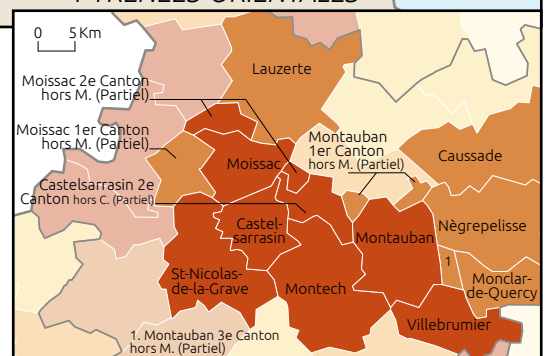 PYRÉNÉES-ORIENTALES
0 5 Km
Lauzerte
Moissac 2e Canton
hors M. (Partiel)
Moissac 1er Canton
hors M. (Partiel)
Montauban
1er Canton
hors M. (Partiel)
Caussade
Moissac
Castelsarrasin 2e
Canton hors C. (Partiel)
Castel-
sarrasin
Montauban
Nègrepelisse
1
St-Nicolas-
de-la-Grave
Montech
Monclar-
de-Quercy
Villebrumier
1. Montauban 3e Canton
hors M. (Partiel)